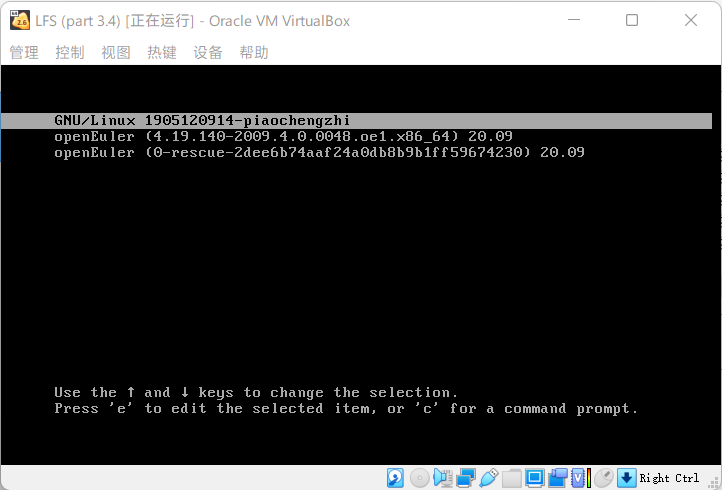 LFS (part 3.4) [正在运行] - Oracle VM VirtualBox
管理 控制 视图 热键 设备 帮助
GNU/Linux 1905120914-piaochengzhi
openEuler (4.19.140-2009.4.0.0048.oe1.x86_64) 20.09
openEuler (0-rescue-2dee6b74aaf24a0db8b9b1ff59674230) 20.09
Use the ↑ and ↓ keys to change the selection.
Press 'e' to edit the selected item, or 'c' for a command prompt.
Right Ctrl